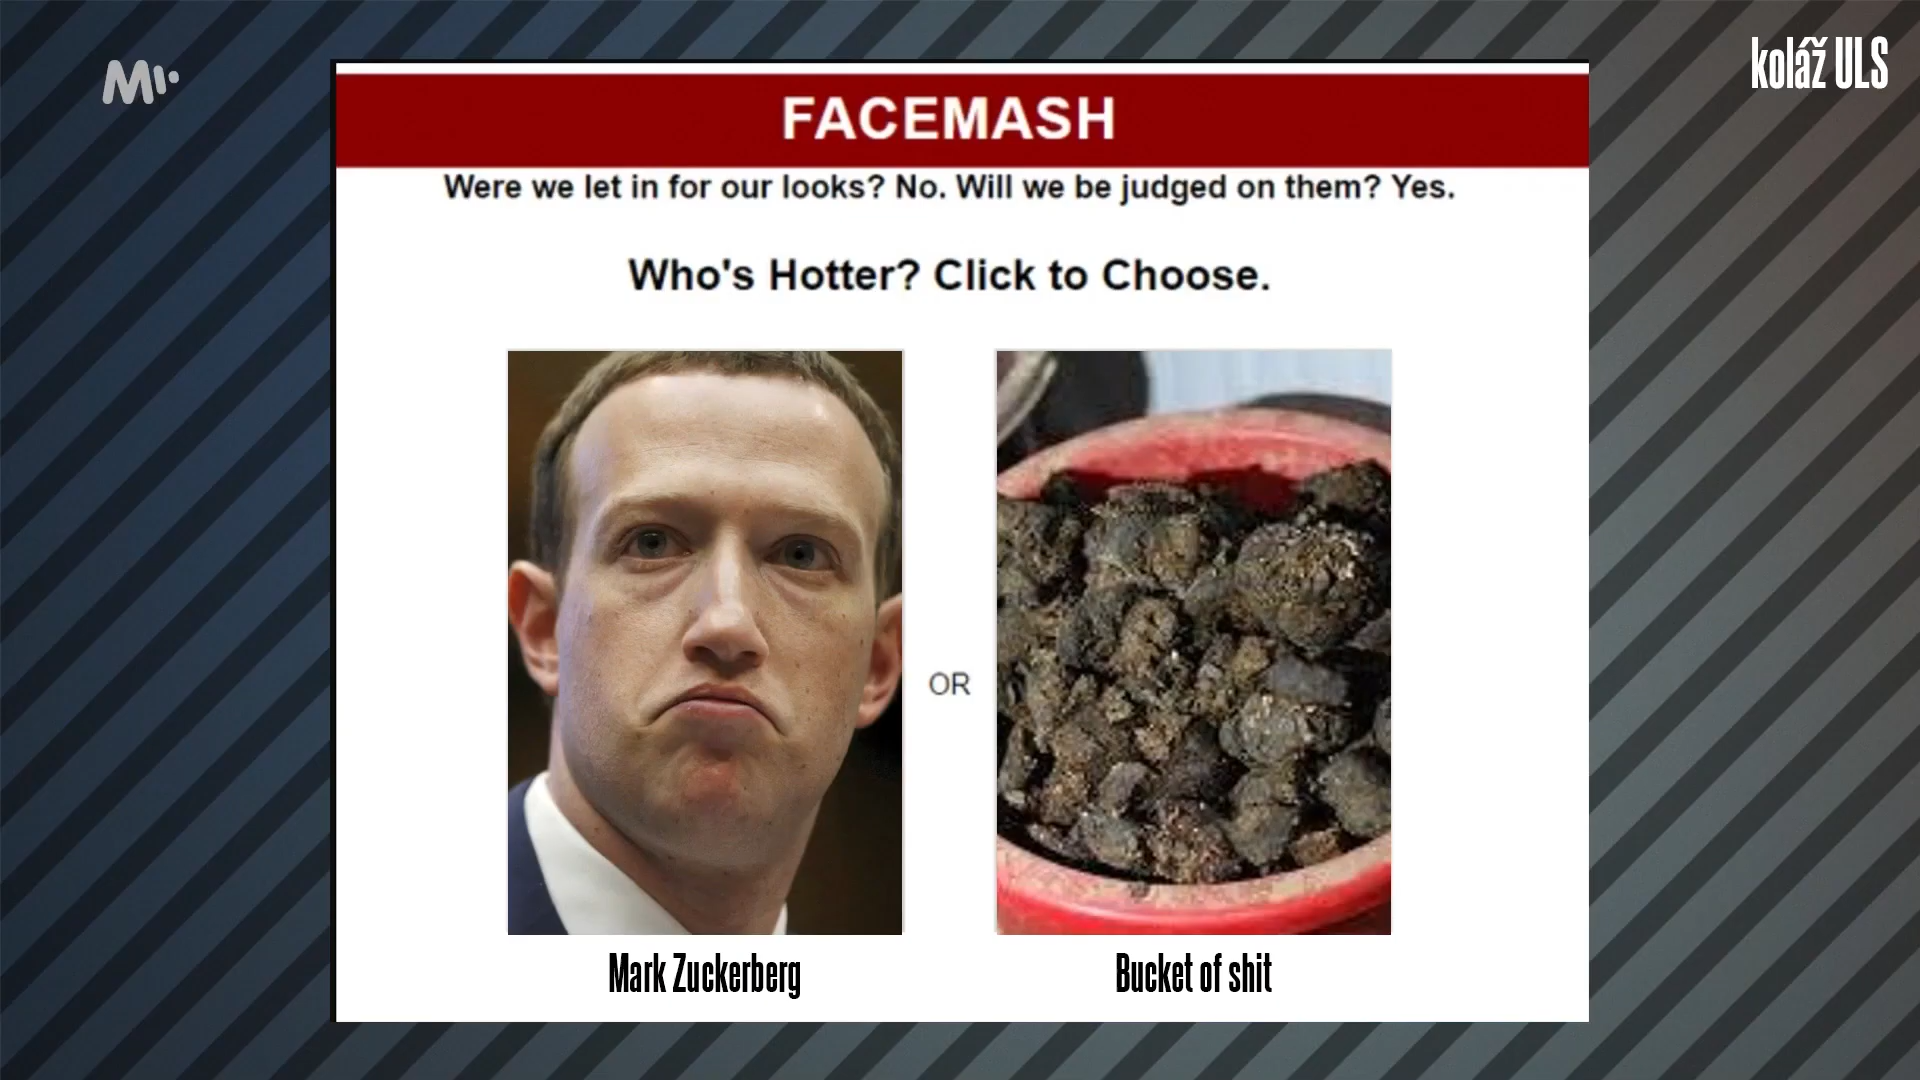 koláž ULS
FACEMASH
Were we let in for our looks? No. Will we be judged on them? Yes.
Who's Hotter? Click to Choose.
OR
Mark Zuckerberg
Bucket of shit